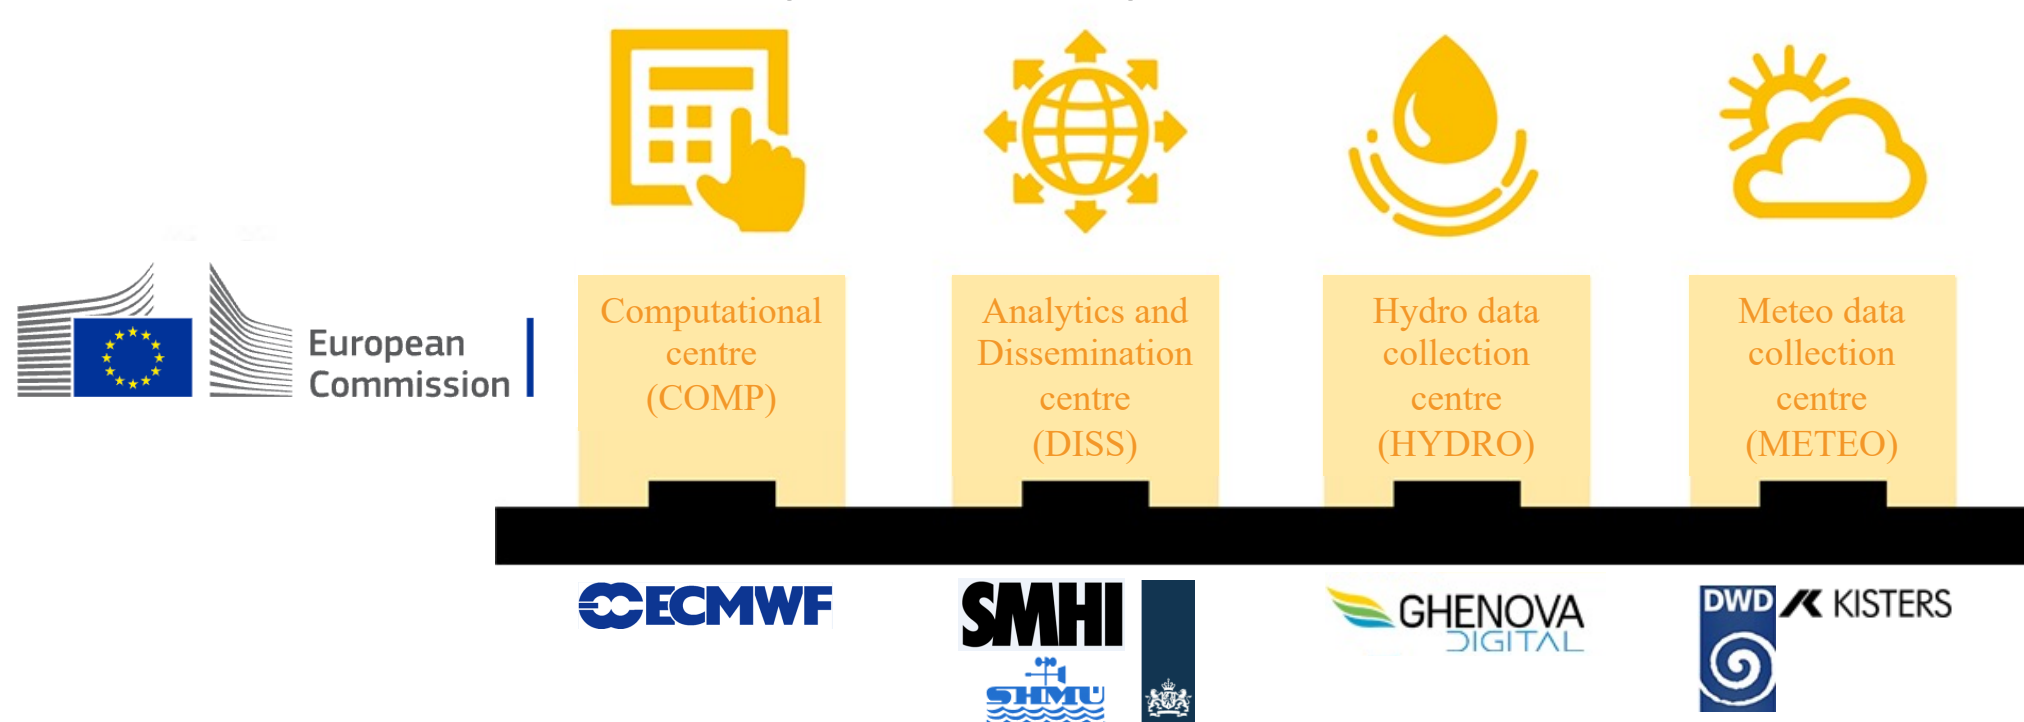 European
Commission
Computational
centre
(COMP)
Analytics and
Dissemination
centre
(DISS)
Hydro data
collection
centre
(HYDRO)
Meteo data
collection
centre
(METEO)
ECMWF
SMHI
SHMÚ
GHENOVA
DIGITAL
DWD
KISTERS